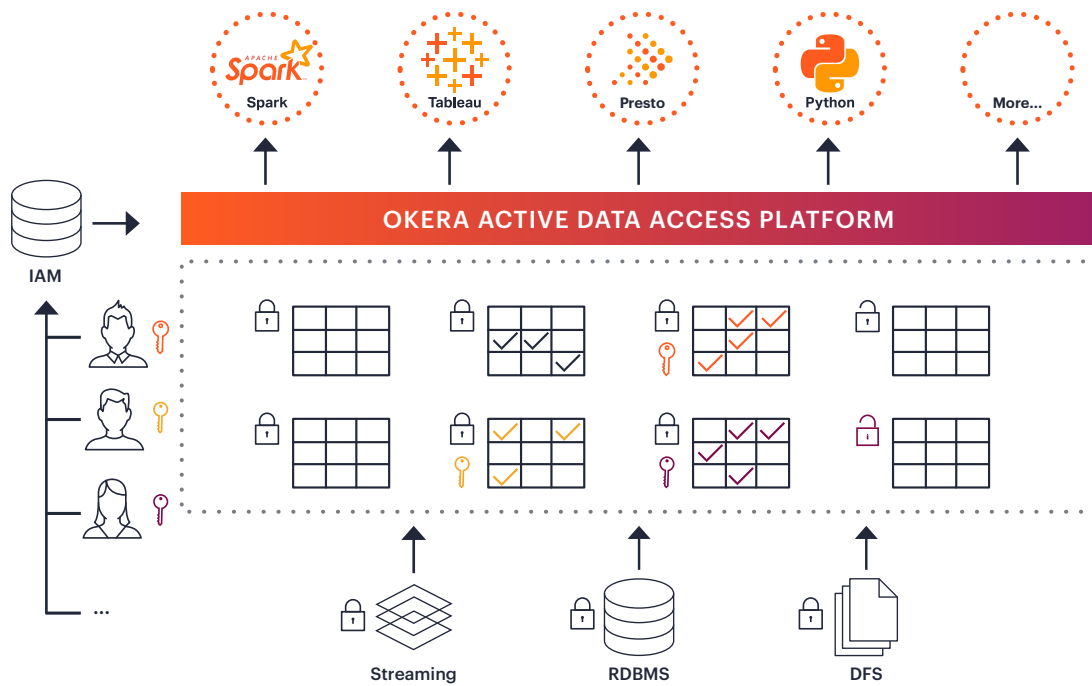 APACHE
Spark
Spark
Tableau
Presto
Python
More...
OKERA ACTIVE DATA ACCESS PLATFORM
IAM
...
Streaming
RDBMS
DFS